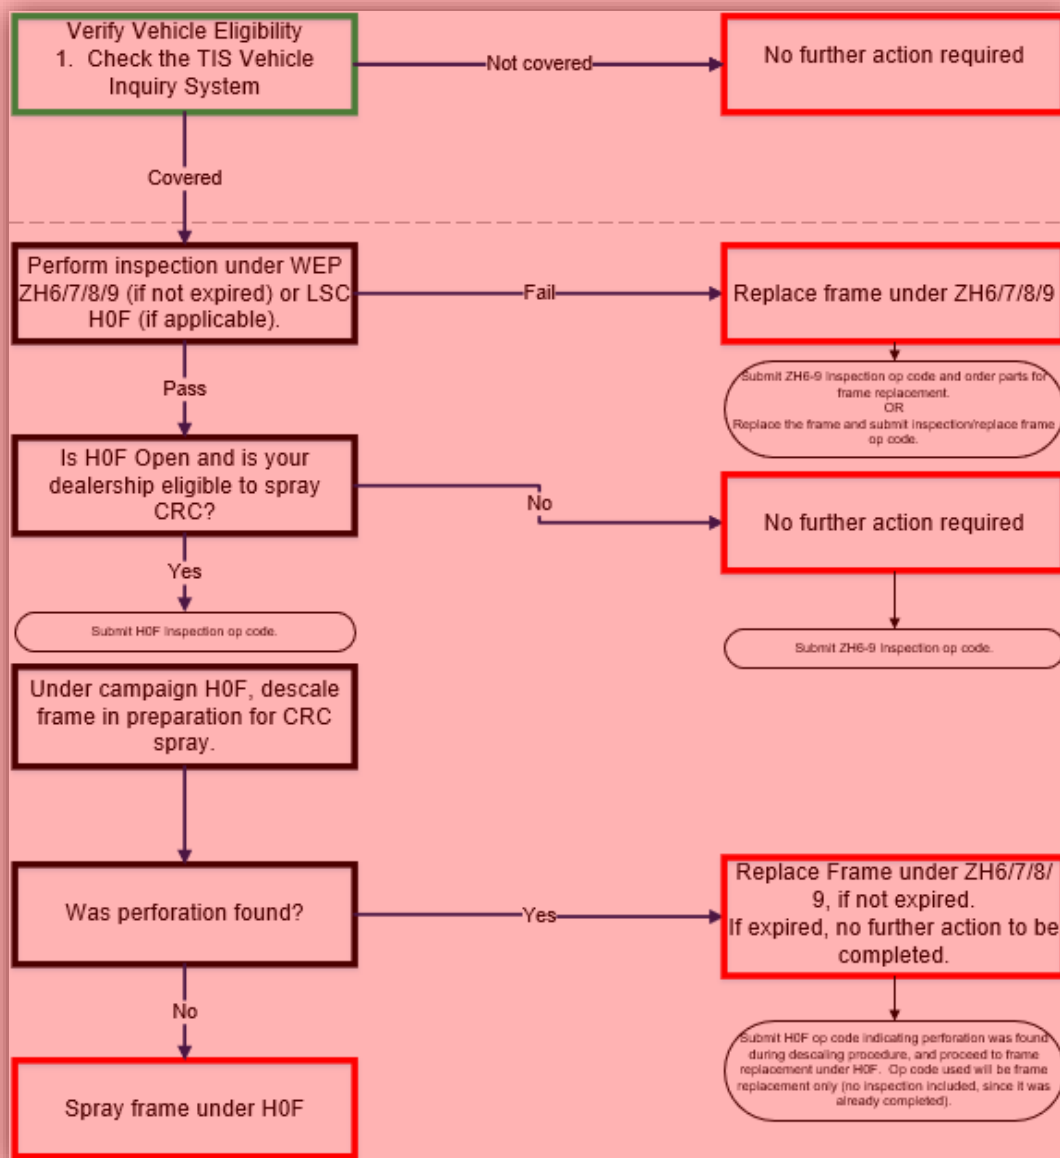 Verify Vehicle Eligibility
1. Check the TIS Vehicle
Inquiry System
Not covered
No further action required
Covered
Perform inspection under WEP
ZH6/7/8/9 (if not expired) or LSC
H0F (if applicable).
Fail
Replace frame under ZH6/7/8/9
Submit ZH6-9 Inspection op code and order parts for
frame replacement.
OR
Replace the frame and submit inspection/replace frame
op code.
Pass
Is H0F Open and is your
dealership eligible to spray
CRC?
No
No further action required
Submit ZH6-9 Inspection op code.
Yes
Submit H0F Inspection op code.
Under campaign H0F, descale
frame in preparation for CRC
spray.
Was perforation found?
Yes
Replace Frame under ZH6/7/8/
9, if not expired.
If expired, no further action to be
completed.
Submit H0F op code indicating perforation was found
during descaling procedure, and proceed to frame
replacement under H0F. Op code used will be frame
replacement only (no inspection included, since it was
already completed).
No
Spray frame under H0F